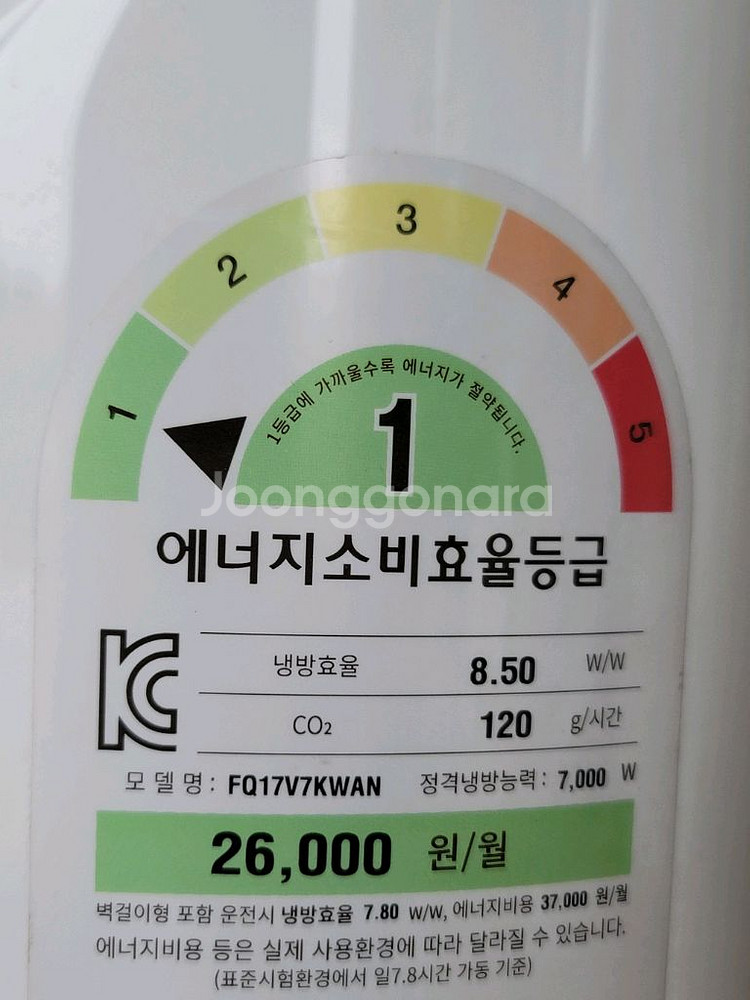 1 2 3 4 5
1등급에 가까울수록 에너지가 절약됩니다.
1
Joonggonara
에너지소비효율등급
KC
냉방효율 8.50 W/W
CO₂ 120 g/시간
모델명 : FQ17V7KWAN 정격냉방능력 : 7,000 W
26,000 원/월
벽걸이형 포함 운전시 냉방효율 7.80 W/W, 에너지비용 37,000 원/월
에너지비용 등은 실제 사용환경에 따라 달라질 수 있습니다.
(표준시험환경에서 일7.8시간 가동 기준)